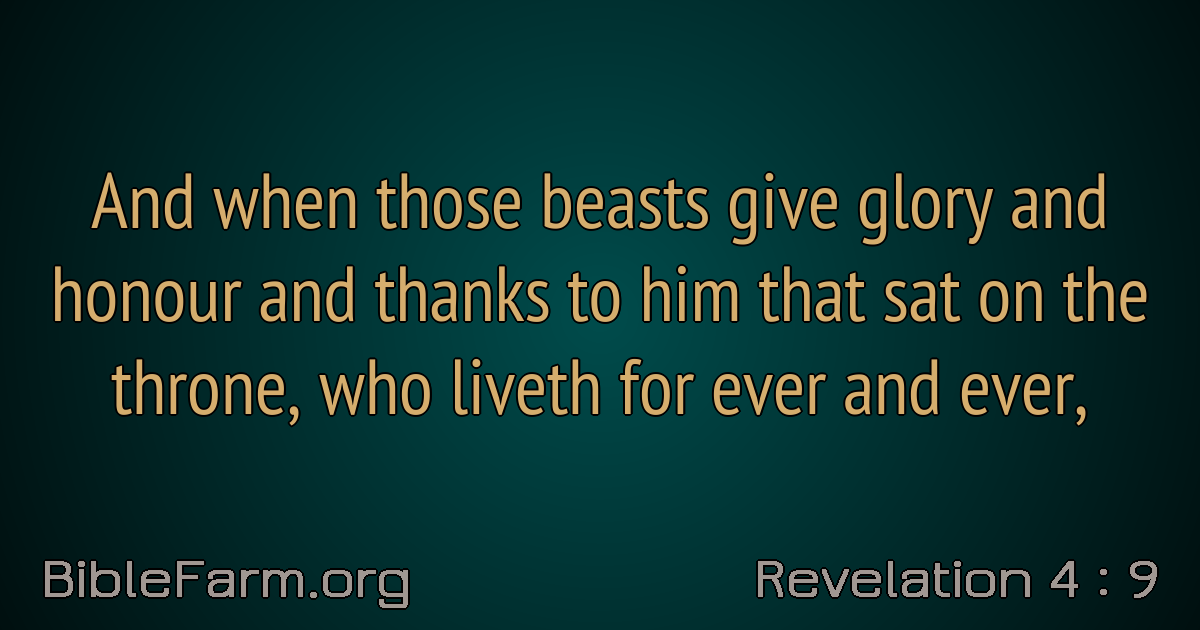 And when those beasts give glory and
honour and thanks to him that sat on the
throne, who liveth for ever and ever,
BibleFarm.org
Revelation 4 : 9